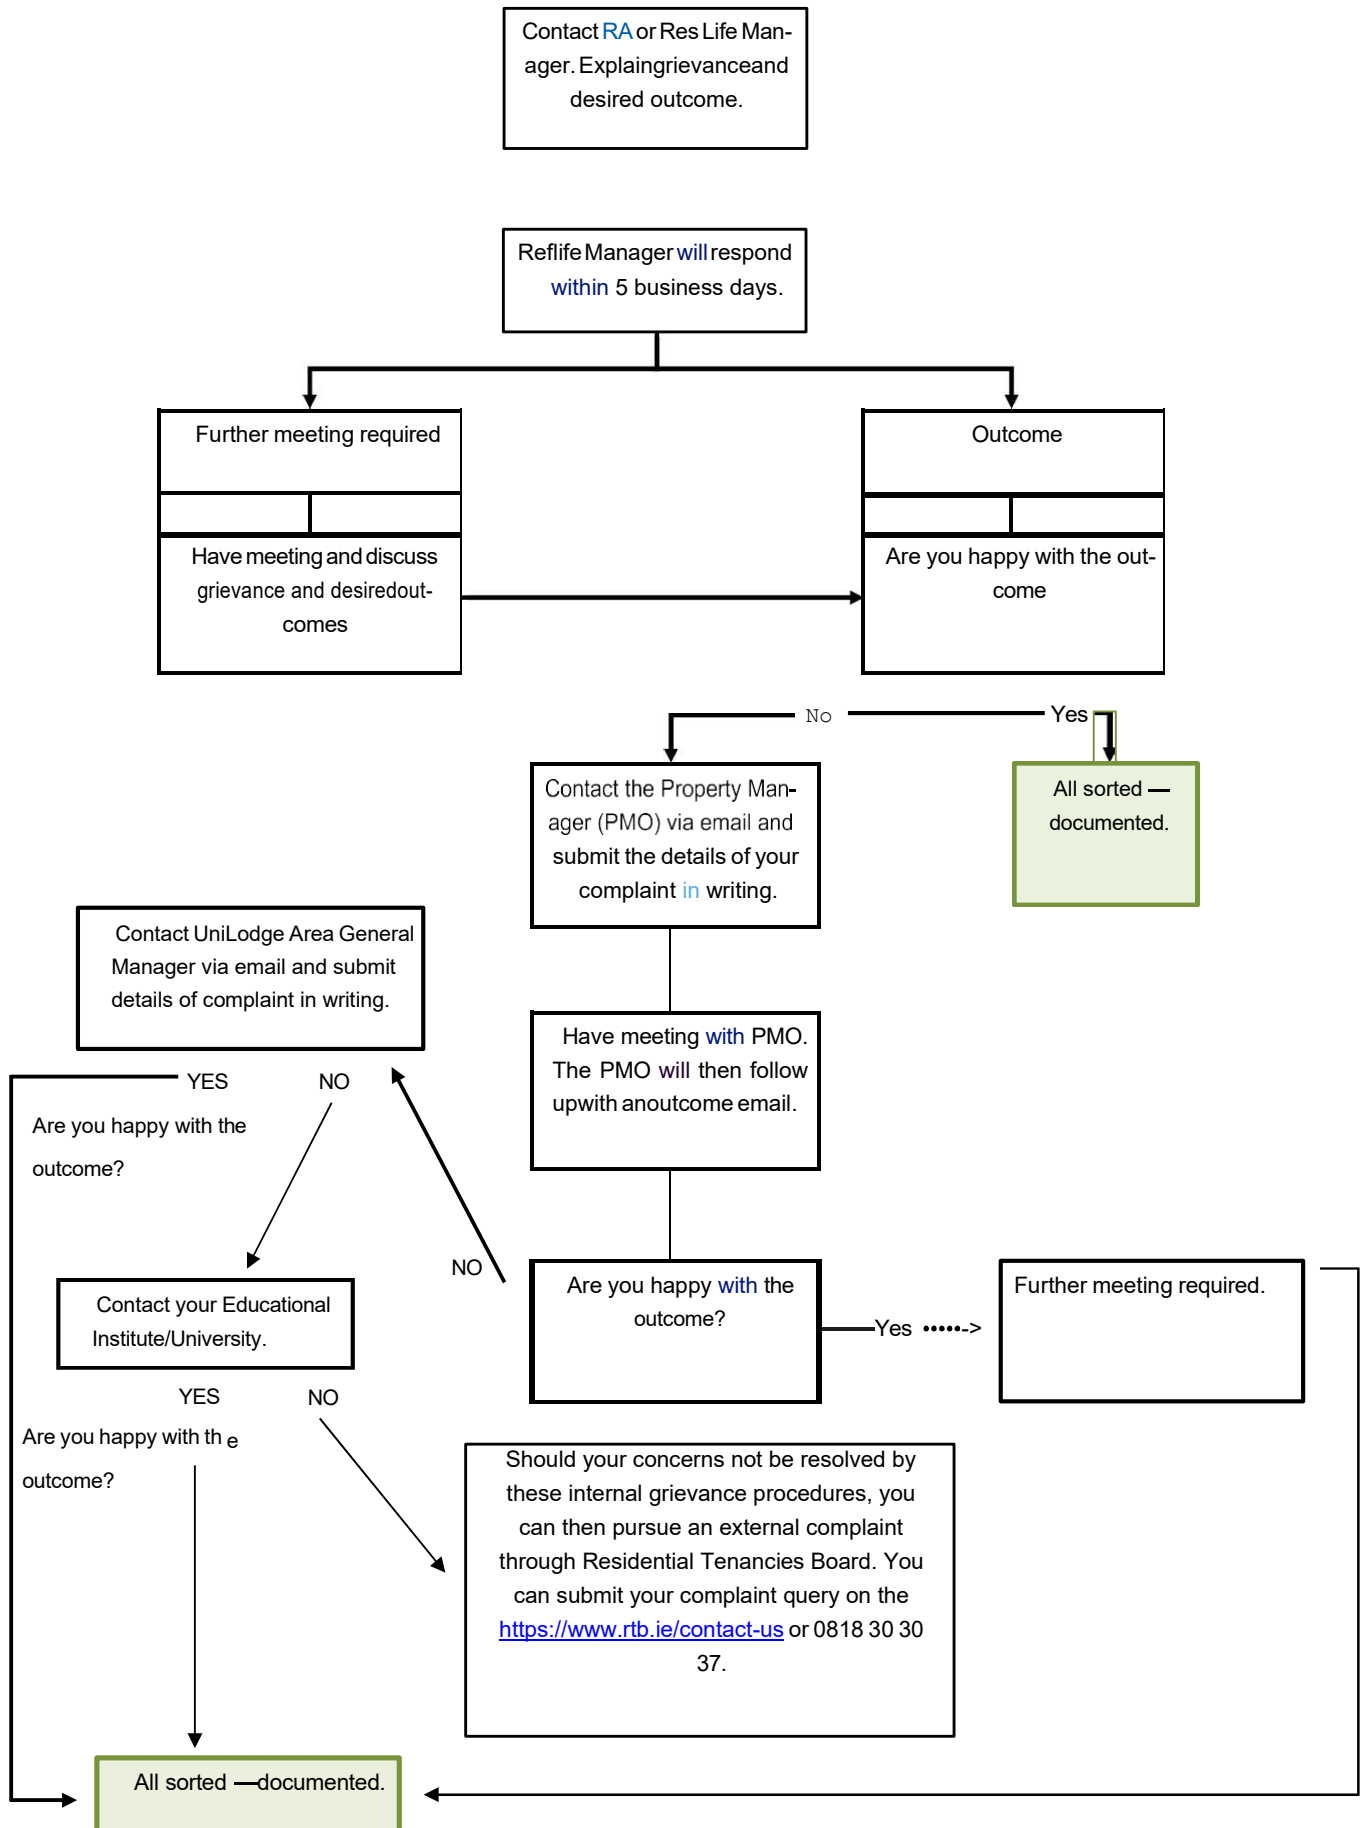 Contact RA or Res Life Man-
ager. Explaingrievanceand
desired outcome.
Reflife Manager will respond
within 5 business days.
Further meeting required
Outcome
Have meeting and discuss
grievance and desiredout-
comes
Are you happy with the out-
come
No
Yes
Contact the Property Man-
ager (PMO) via email and
submit the details of your
complaint in writing.
All sorted —
documented.
Contact UniLodge Area General
Manager via email and submit
details of complaint in writing.
Have meeting with PMO.
The PMO will then follow
upwith anoutcome email.
YES
NO
Are you happy with the
outcome?
NO
Are you happy with the
outcome?
Yes •••••->
Further meeting required.
Contact your Educational
Institute/University.
YES
NO
Are you happy with th e
outcome?
Should your concerns not be resolved by
these internal grievance procedures, you
can then pursue an external complaint
through Residential Tenancies Board. You
can submit your complaint query on the
https://www.rtb.ie/contact-us or 0818 30 30
37.
All sorted —documented.